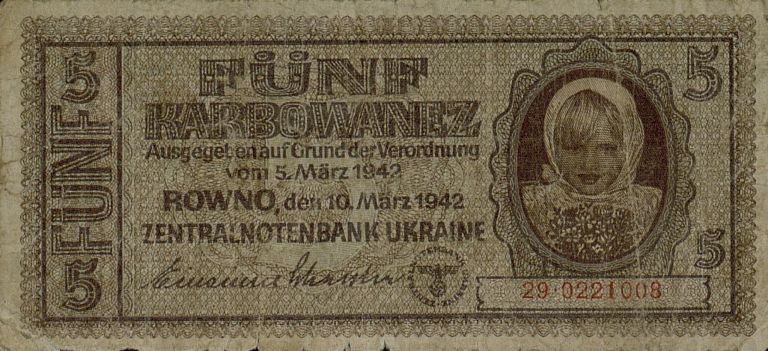 5 FÜNF 5
FÜNF
KARBOWANEZ
Ausgegeben auf Grund der Verordnung
vom 5. März 1942
ROWNO, den 10. März 1942
ZENTRALNOTENBANK UKRAINE
5
5
29·0221008